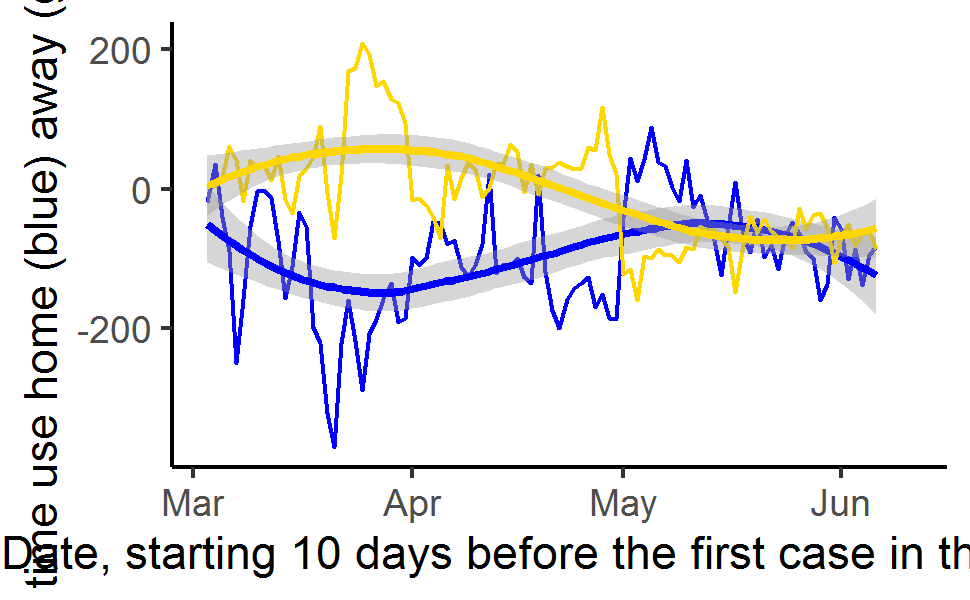 time use home (blue) away (g
200
0
-200
Mar Apr May Jun
Date, starting 10 days before the first case in th